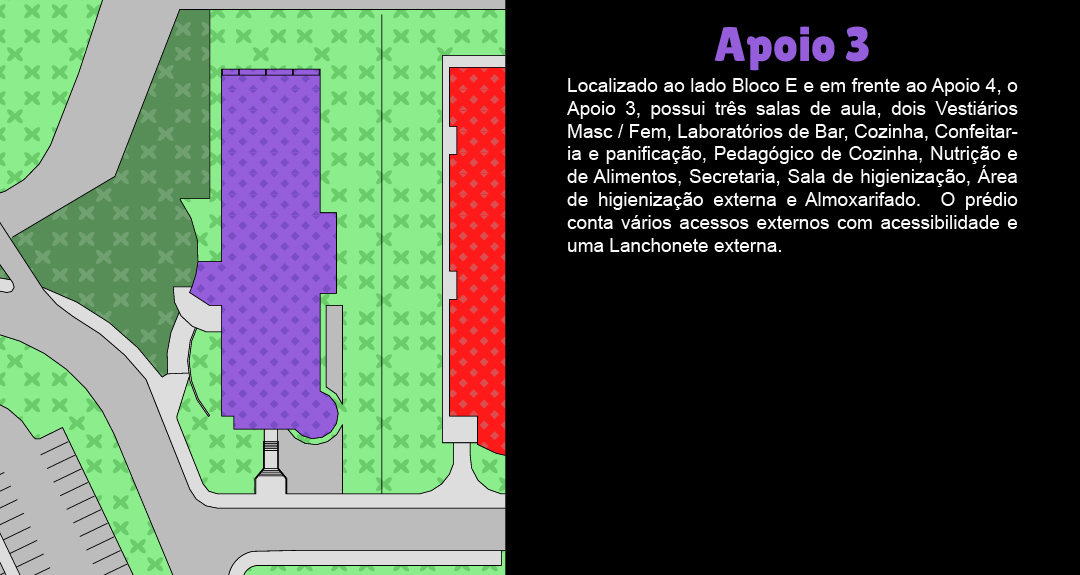 Apoio 3
Localizado ao lado Bloco E e em frente ao Apoio 4, o
Apoio 3, possui três salas de aula, dois Vestiários
Masc / Fem, Laboratórios de Bar, Cozinha, Confeitar-
ia e panificação, Pedagógico de Cozinha, Nutrição e
de Alimentos, Secretaria, Sala de higienização, Área
de higienização externa e Almoxarifado.  O prédio
conta vários acessos externos com acessibilidade e
uma Lanchonete externa.